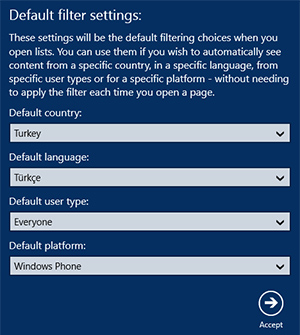 Default filter settings:
These settings will be the default filtering choices when you
open lists. You can use them if you wish to automatically see
content from a specific country, in a specific language, from
specific user types or for a specific platform - without needing
to apply the filter each time you open a page.
Default country:
Turkey
Default language:
Türkçe
Default user type:
Everyone
Default platform:
Windows Phone
Accept